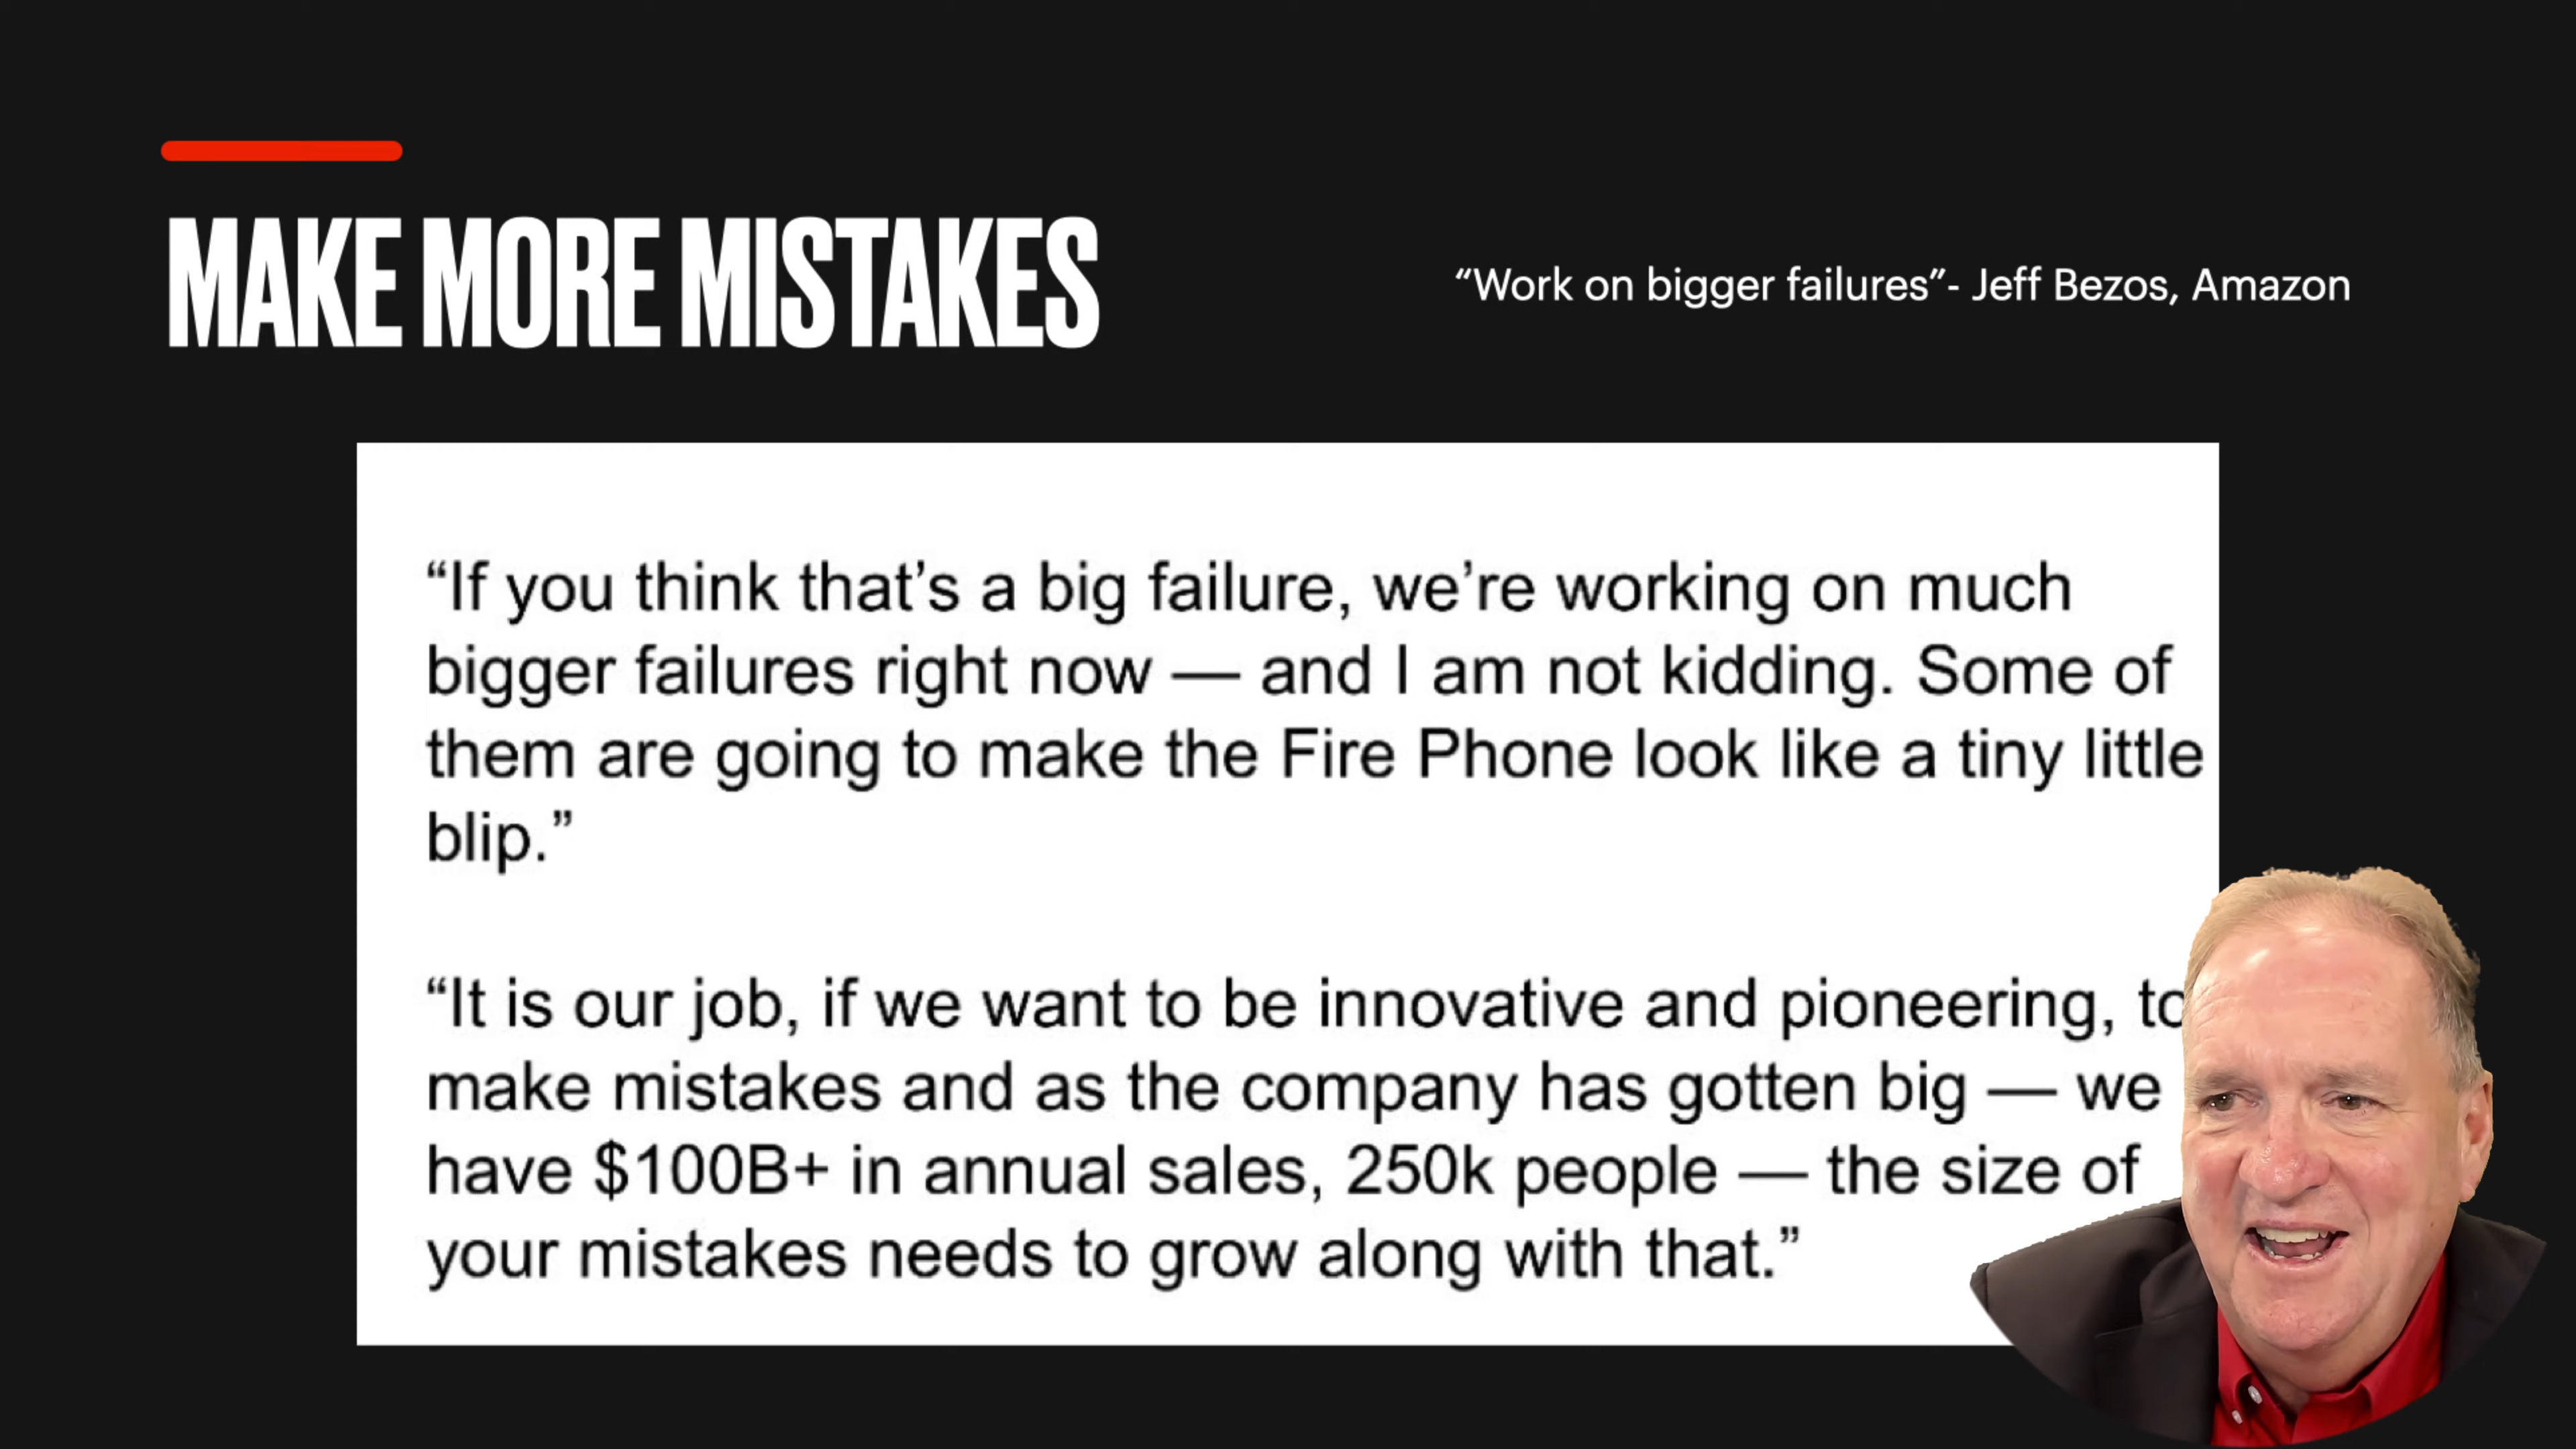 MAKE MORE MISTAKES
“Work on bigger failures”- Jeff Bezos, Amazon
“If you think that’s a big failure, we’re working on much
bigger failures right now — and I am not kidding. Some of
them are going to make the Fire Phone look like a tiny little
blip.”
“It is our job, if we want to be innovative and pioneering, to
make mistakes and as the company has gotten big — we
have $100B+ in annual sales, 250k people — the size of
your mistakes needs to grow along with that.”